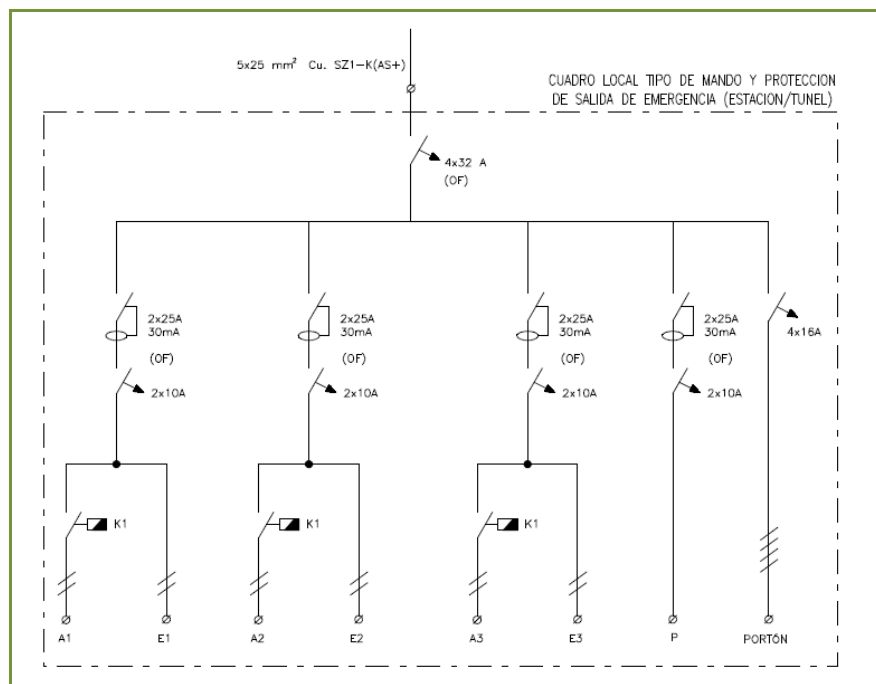 5x25 mm² Cu. SZ1-K(AS+)
CUADRO LOCAL TIPO DE MANDO Y PROTECCION
DE SALIDA DE EMERGENCIA (ESTACION/TUNEL)
4x32 A
(OF)
2x25A
30mA
(OF)
2x10A
2x25A
30mA
(OF)
2x10A
2x25A
30mA
(OF)
2x10A
2x25A
30mA
(OF)
2x10A
4x16A
K1
K1
K1
A1
E1
A2
E2
A3
E3
P
PORTÓN